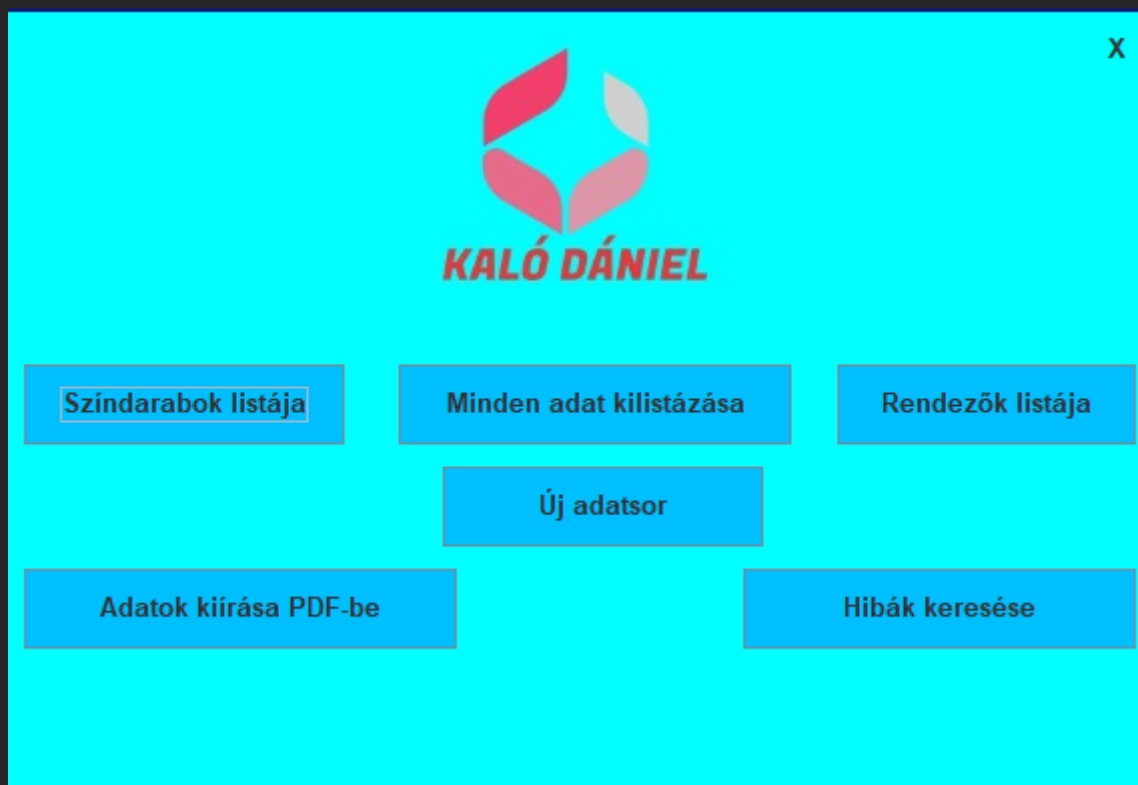 X
KALÓ DÁNIEL
Színdarabok listája
Minden adat kilistázása
Rendezők listája
Új adatsor
Adatok kiírása PDF-be
Hibák keresése